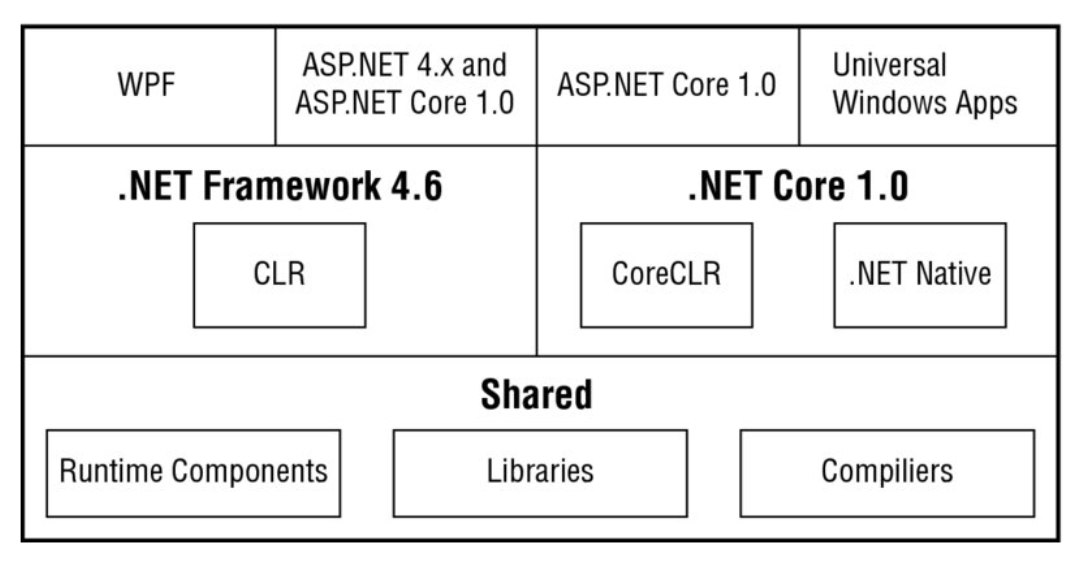 WPF
ASP.NET 4.x and
ASP.NET Core 1.0
ASP.NET Core 1.0
Universal
Windows Apps
.NET Framework 4.6
.NET Core 1.0
CLR
CoreCLR
.NET Native
Shared
Runtime Components
Libraries
Compiliers